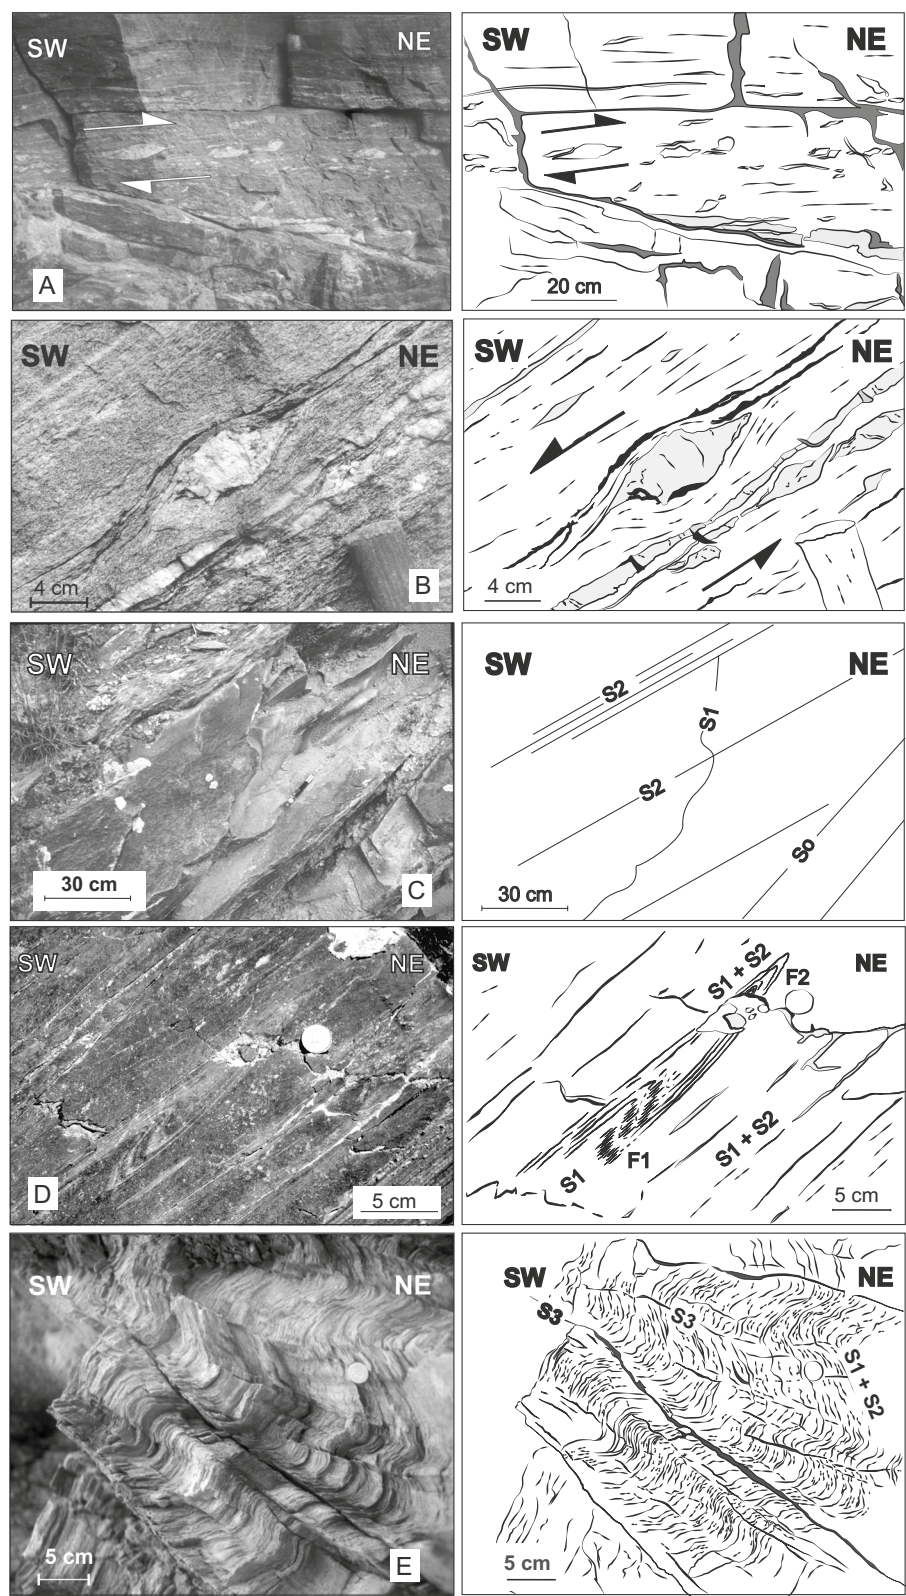 SW NE SW NE
20 cm
A
SW NE SW NE
4 cm B 4 cm
SW NE SW NE
S2
S1
S2
So
30 cm C 30 cm
SW NE SW S1 + S2 F2 NE
S1 + S2
F1
S1
D 5 cm 5 cm
SW NE SW NE
S3 S3
S1 + S2
5 cm E 5 cm